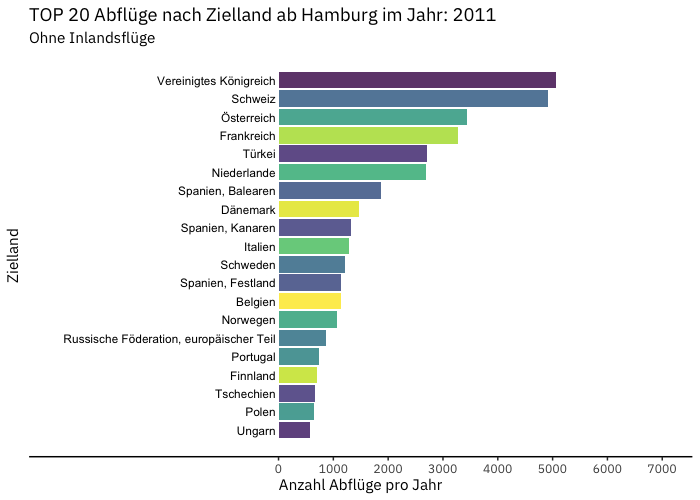 TOP 20 Abflüge nach Zielland ab Hamburg im Jahr: 2011
Ohne Inlandsflüge
Zielland
Vereinigtes Königreich
Schweiz
Österreich
Frankreich
Türkei
Niederlande
Spanien, Balearen
Dänemark
Spanien, Kanaren
Italien
Schweden
Spanien, Festland
Belgien
Norwegen
Russische Föderation, europäischer Teil
Portugal
Finnland
Tschechien
Polen
Ungarn
0 1000 2000 3000 4000 5000 6000 7000
Anzahl Abflüge pro Jahr